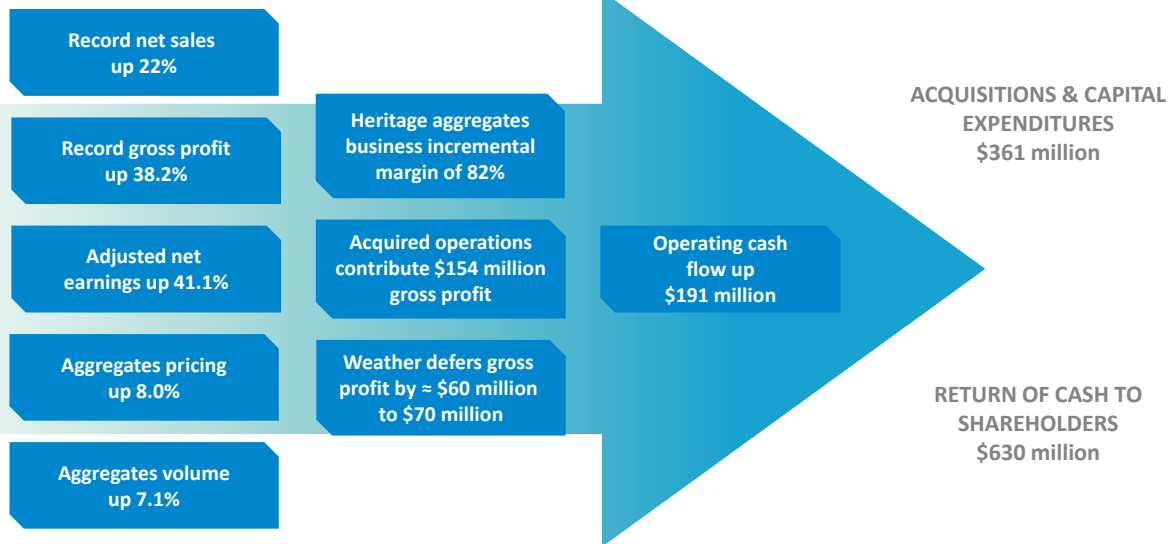 Record net sales
up 22%
Record gross profit
up 38.2%
Adjusted net
earnings up 41.1%
Aggregates pricing
up 8.0%
Aggregates volume
up 7.1%
Heritage aggregates
business incremental
margin of 82%
Acquired operations
contribute $154 million
gross profit
Weather defers gross
profit by ≈ $60 million
to $70 million
Operating cash
flow up
$191 million
ACQUISITIONS & CAPITAL
EXPENDITURES
$361 million
RETURN OF CASH TO
SHAREHOLDERS
$630 million